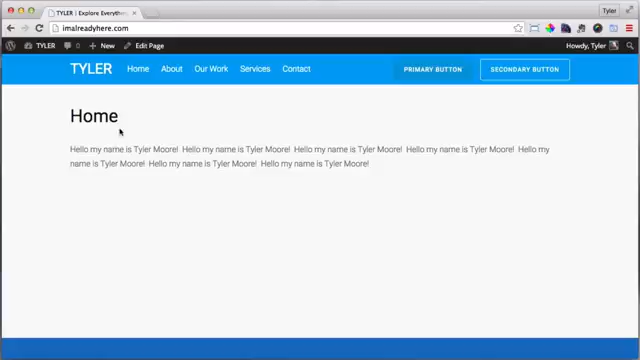 Tyler
TYLER | Explore Everythin
imalreadyhere.com
TYLER 0 New Edit Page Howdy, Tyler
TYLER Home About Our Work Services Contact PRIMARY BUTTON SECONDARY BUTTON
Home
Hello my name is Tyler Moore! Hello my name is Tyler Moore! Hello my name is Tyler Moore! Hello my name is Tyler Moore! Hello my
name is Tyler Moore! Hello my name is Tyler Moore! Hello my name is Tyler Moore!